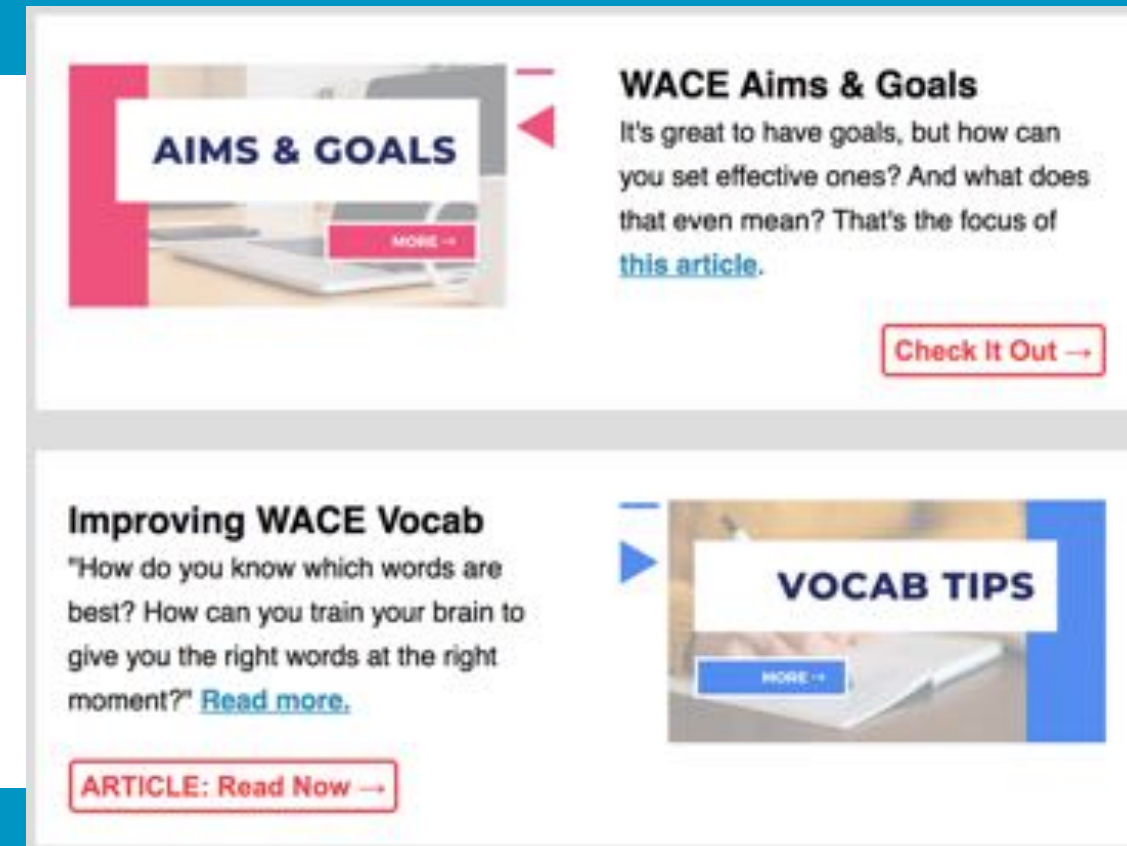 AIMS & GOALS
MORE →
WACE Aims & Goals
It's great to have goals, but how can
you set effective ones? And what does
that even mean? That's the focus of
this article.
Check It Out →
Improving WACE Vocab
"How do you know which words are
best? How can you train your brain to
give you the right words at the right
moment?" Read more.
ARTICLE: Read Now →
VOCAB TIPS
MORE →